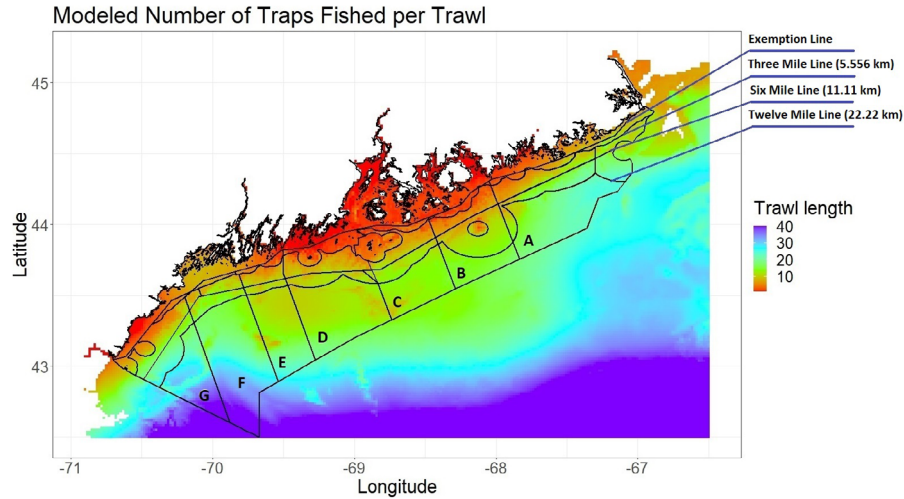 Modeled Number of Traps Fished per Trawl
Exemption Line
Three Mile Line (5.556 km)
Six Mile Line (11.11 km)
Twelve Mile Line (22.22 km)
45
44
43
Latitude
A
B
C
D
E
F
G
Trawl length
40
30
20
10
-71
-70
-69
-68
-67
Longitude